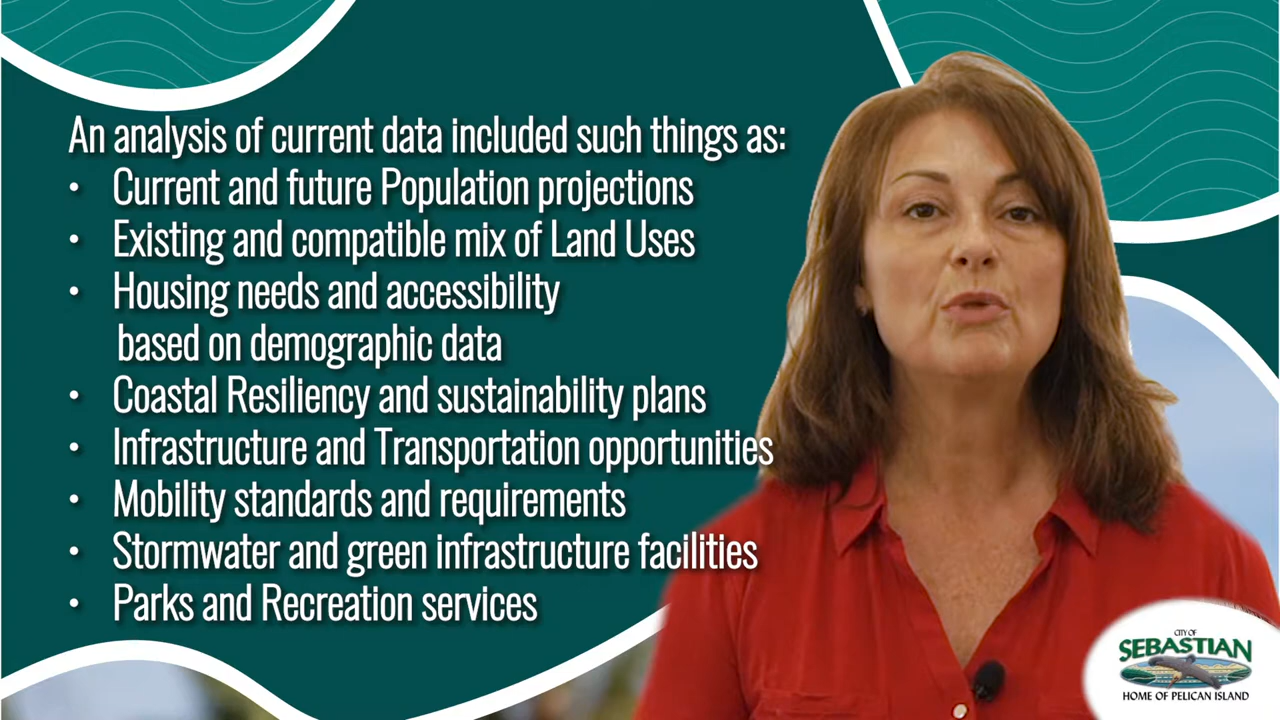 An analysis of current data included such things as:
• Current and future Population projections
• Existing and compatible mix of Land Uses
• Housing needs and accessibility
based on demographic data
• Coastal Resiliency and sustainability plans
• Infrastructure and Transportation opportunities
• Mobility standards and requirements
• Stormwater and green infrastructure facilities
• Parks and Recreation services
CITY OF
SEBASTIAN
HOME OF PELICAN ISLAND